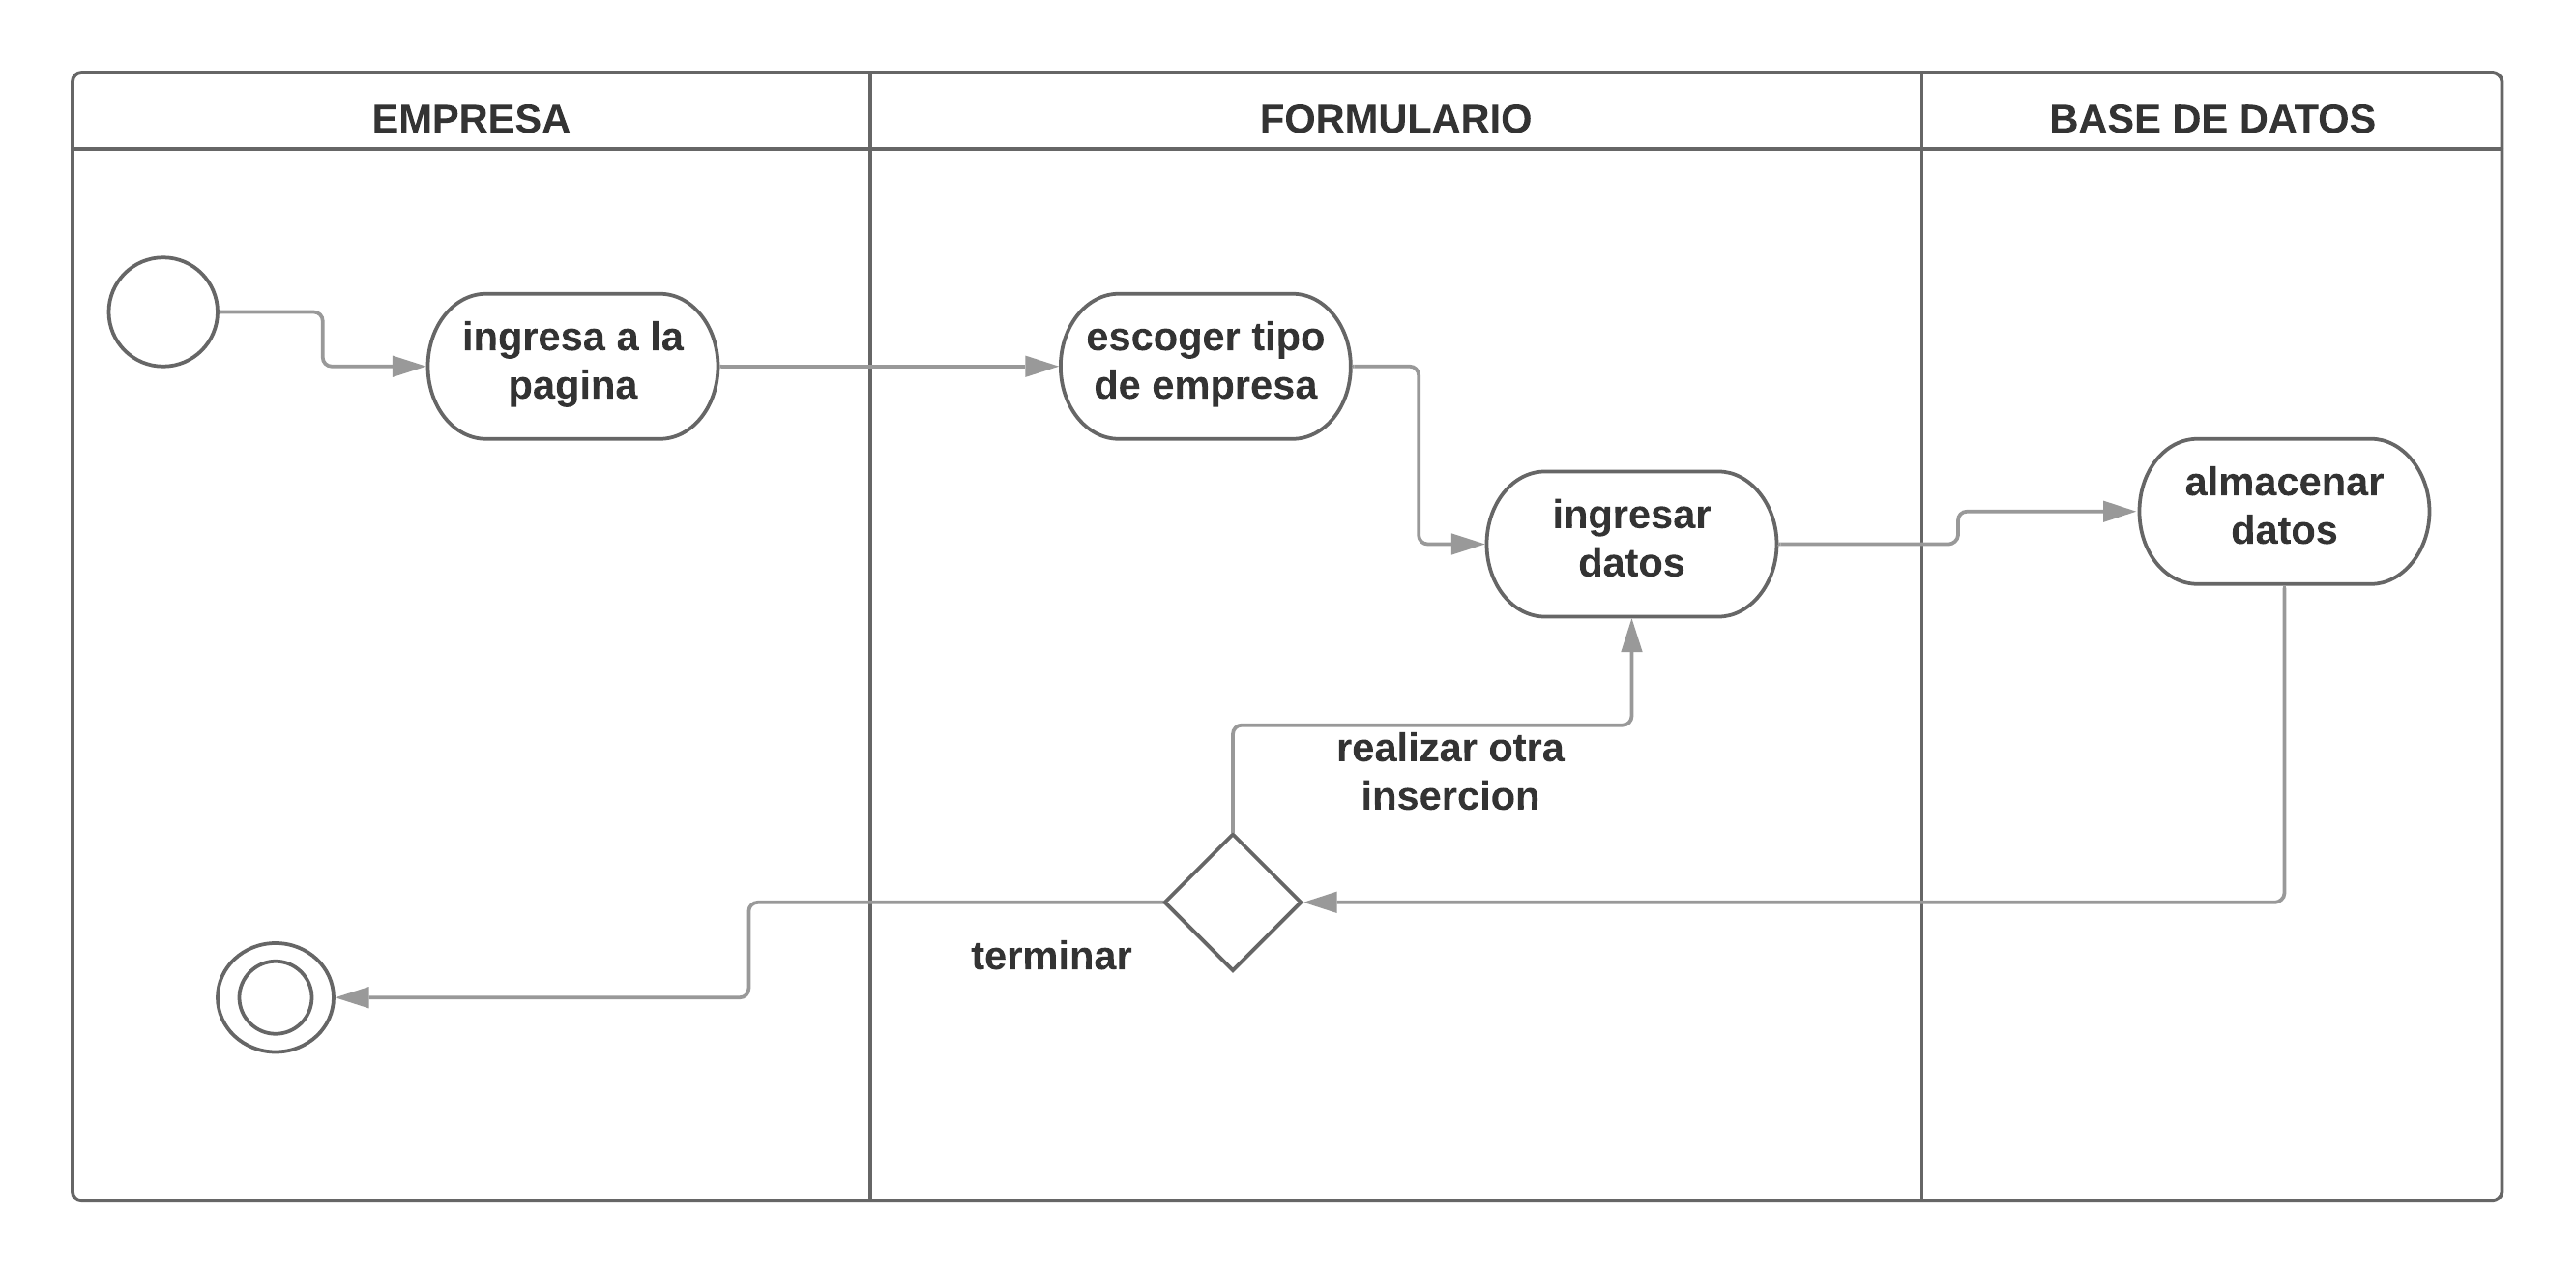 EMPRESA
FORMULARIO
BASE DE DATOS
ingresa a la
pagina
escoger tipo
de empresa
ingresar
datos
almacenar
datos
realizar otra
insercion
terminar